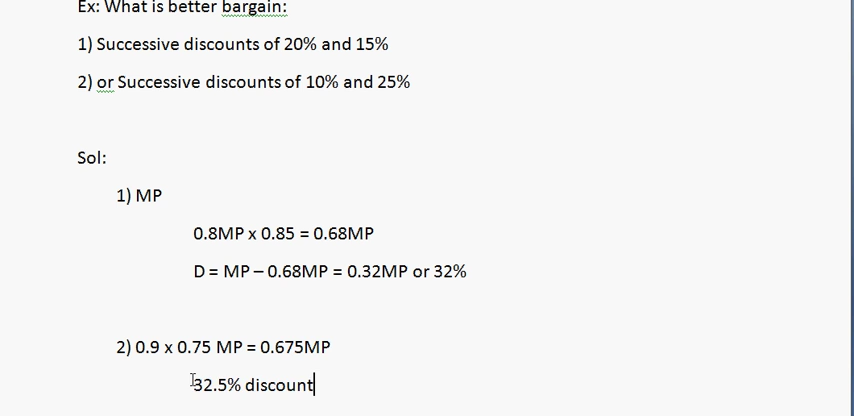 Ex: What is better bargain:
1) Successive discounts of 20% and 15%
2) or Successive discounts of 10% and 25%
Sol:
1) MP
0.8MP x 0.85 = 0.68MP
D = MP – 0.68MP = 0.32MP or 32%
2) 0.9 x 0.75 MP = 0.675MP
32.5% discount